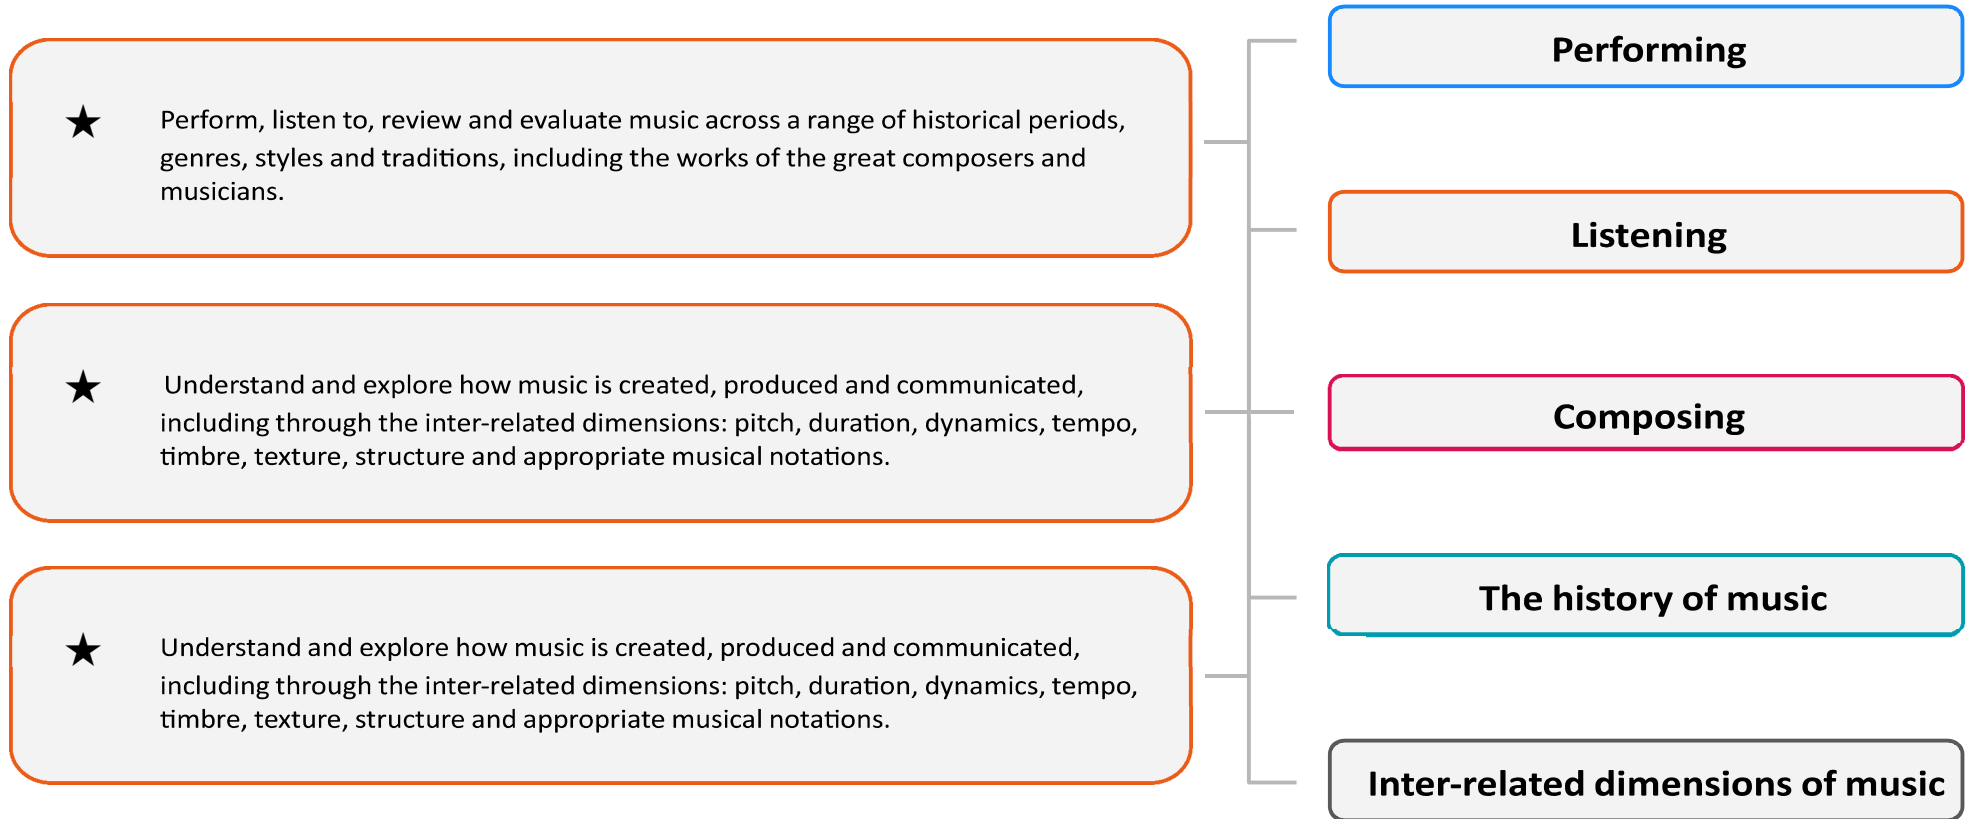 Perform, listen to, review and evaluate music across a range of historical periods,
genres, styles and traditions, including the works of the great composers and
musicians.
Understand and explore how music is created, produced and communicated,
including through the inter-related dimensions: pitch, duration, dynamics, tempo,
timbre, texture, structure and appropriate musical notations.
Understand and explore how music is created, produced and communicated,
including through the inter-related dimensions: pitch, duration, dynamics, tempo,
timbre, texture, structure and appropriate musical notations.
Performing
Listening
Composing
The history of music
Inter-related dimensions of music